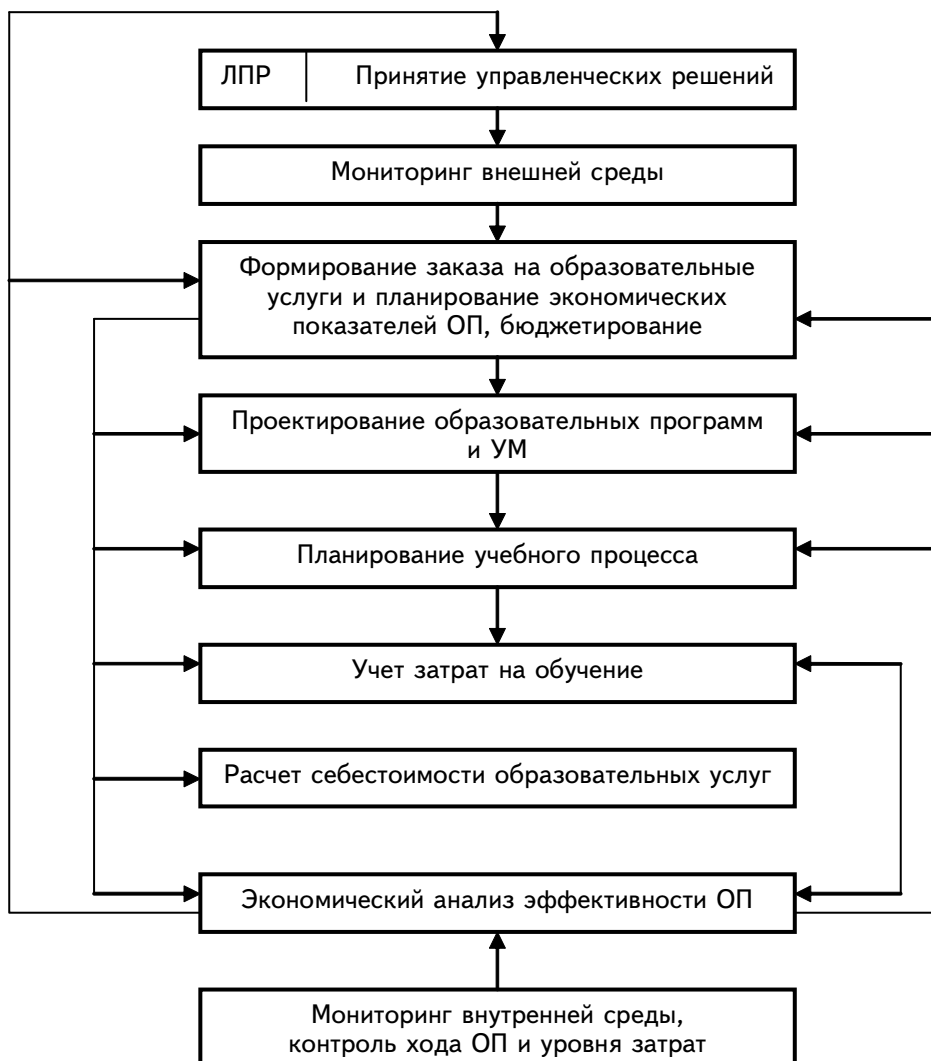 ЛПР Принятие управленческих решений
Мониторинг внешней среды
Формирование заказа на образовательные
услуги и планирование экономических
показателей ОП, бюджетирование
Проектирование образовательных программ
и УМ
Планирование учебного процесса
Учет затрат на обучение
Расчет себестоимости образовательных услуг
Экономический анализ эффективности ОП
Мониторинг внутренней среды,
контроль хода ОП и уровня затрат